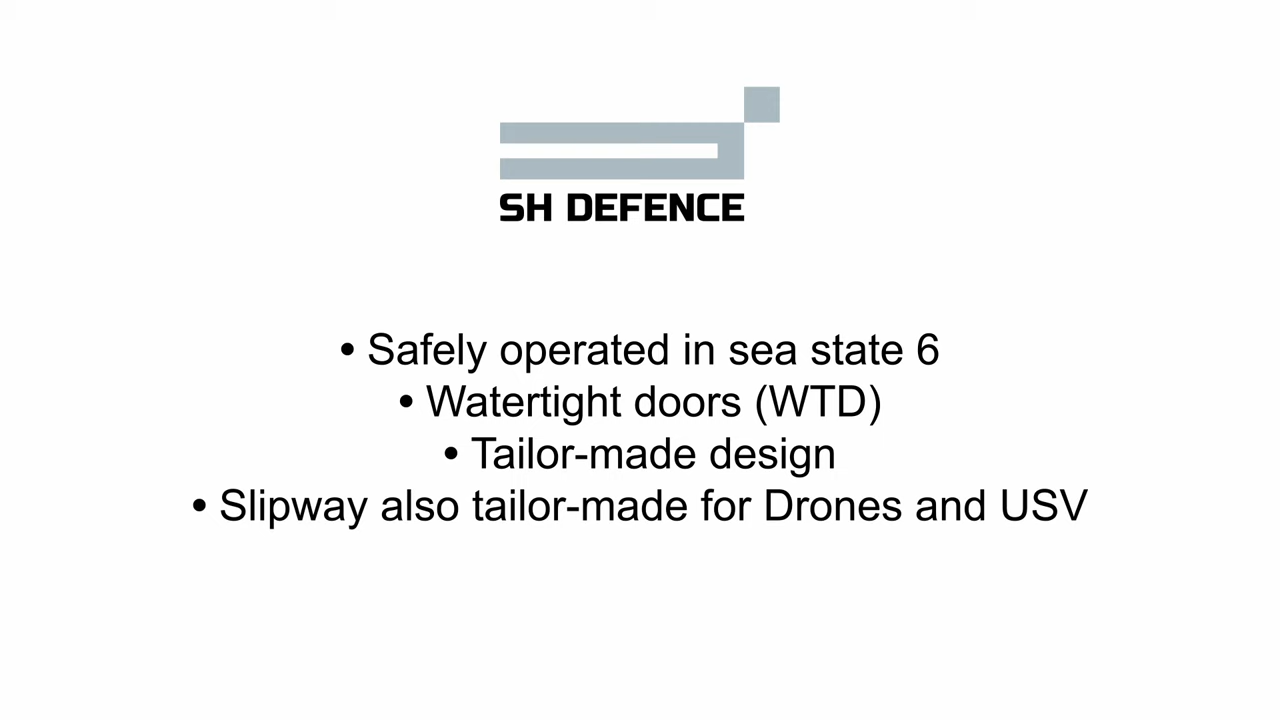 SH DEFENCE
• Safely operated in sea state 6
• Watertight doors (WTD)
• Tailor-made design
• Slipway also tailor-made for Drones and USV